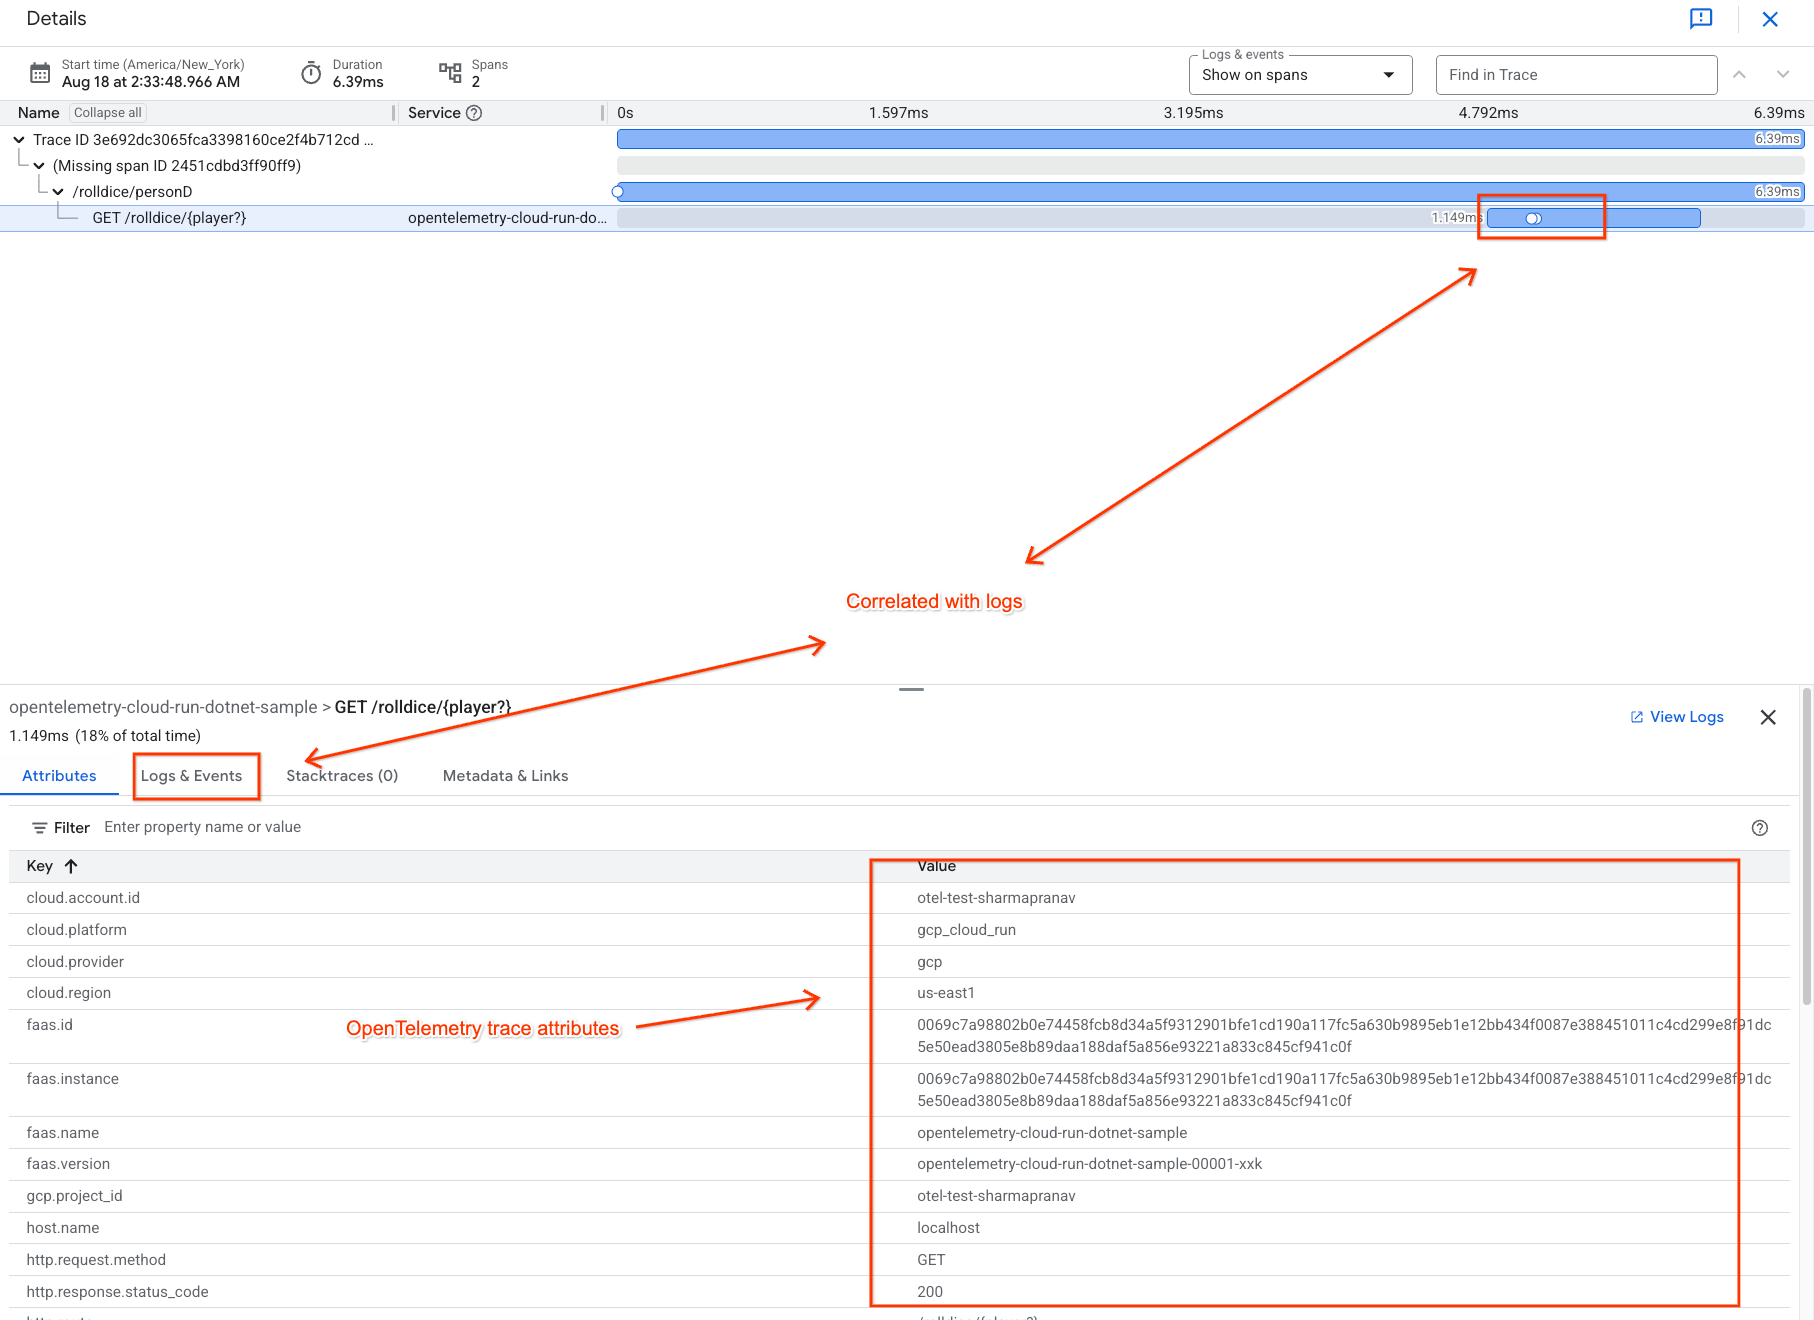 Details
Start time (America/New_York)
Aug 18 at 2:33:48.966 AM
Duration
6.39ms
Spans
2
Logs & events
Show on spans
Find in Trace
Name Collapse all Service 0s 1.597ms 3.195ms 4.792ms 6.39ms
Trace ID 3e692dc3065fca3398160ce2f4b712cd ... 6.39ms
(Missing span ID 2451cdbd3ff90ff9)
/rolldice/personD 6.39ms
GET /rolldice/{player?} opentelemetry-cloud-run-do... 1.149ms
Correlated with logs
opentelemetry-cloud-run-dotnet-sample > GET /rolldice/{player?}
View Logs
1.149ms (18% of total time)
Attributes Logs & Events Stacktraces (0) Metadata & Links
Filter Enter property name or value
Key Value
cloud.account.id otel-test-sharmapranav
cloud.platform gcp_cloud_run
cloud.provider gcp
cloud.region us-east1
OpenTelemetry trace attributes
faas.id 0069c7a98802b0e74458fcb8d34a5f9312901bfe1cd190a117fc5a630b9895eb1e12bb434f0087e388451011c4cd299e8f91dc
5e50ead3805e8b89daa188daf5a856e93221a833c845cf941c0f
faas.instance 0069c7a98802b0e74458fcb8d34a5f9312901bfe1cd190a117fc5a630b9895eb1e12bb434f0087e388451011c4cd299e8f91dc
5e50ead3805e8b89daa188daf5a856e93221a833c845cf941c0f
faas.name opentelemetry-cloud-run-dotnet-sample
faas.version opentelemetry-cloud-run-dotnet-sample-00001-xxk
gcp.project_id otel-test-sharmapranav
host.name localhost
http.request.method GET
http.response.status_code 200